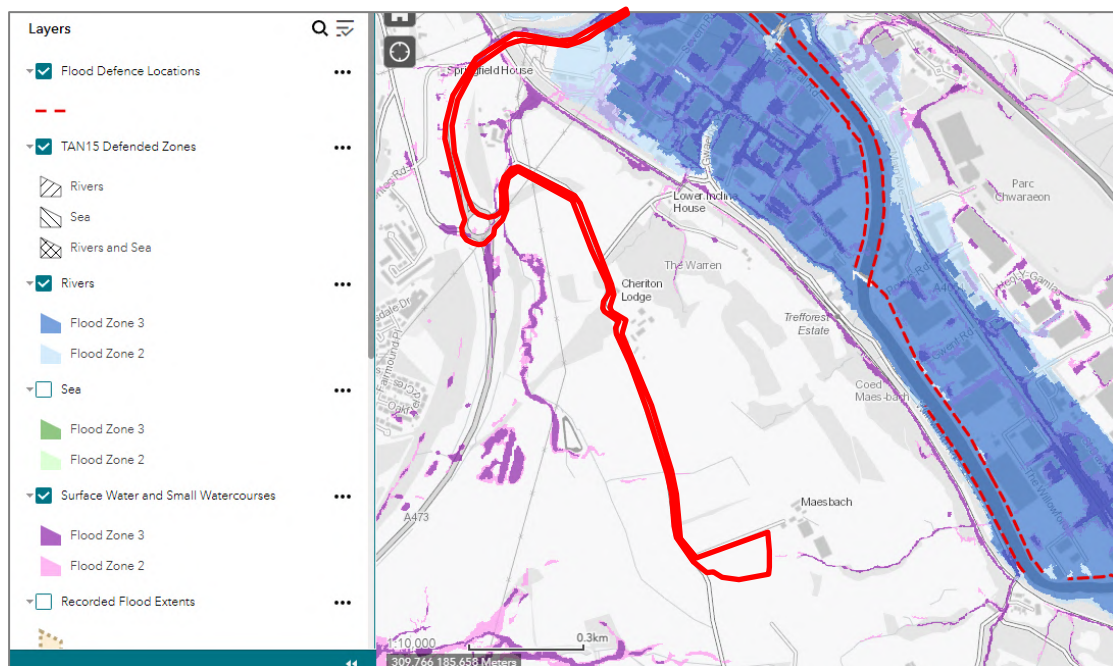 Layers
Flood Defence Locations
TAN15 Defended Zones
Rivers
Sea
Rivers and Sea
Rivers
Flood Zone 3
Flood Zone 2
Sea
Flood Zone 3
Flood Zone 2
Surface Water and Small Watercourses
Flood Zone 3
Flood Zone 2
Recorded Flood Extents
Springfield House
Lower Incline
House
Parc
Chwaraeon
The Warren
Cheriton
Lodge
Trefforest
Estate
Coed
Maes-bach
Maesbach
A473
1:10,000
0.3km
309,766 185,658 Meters